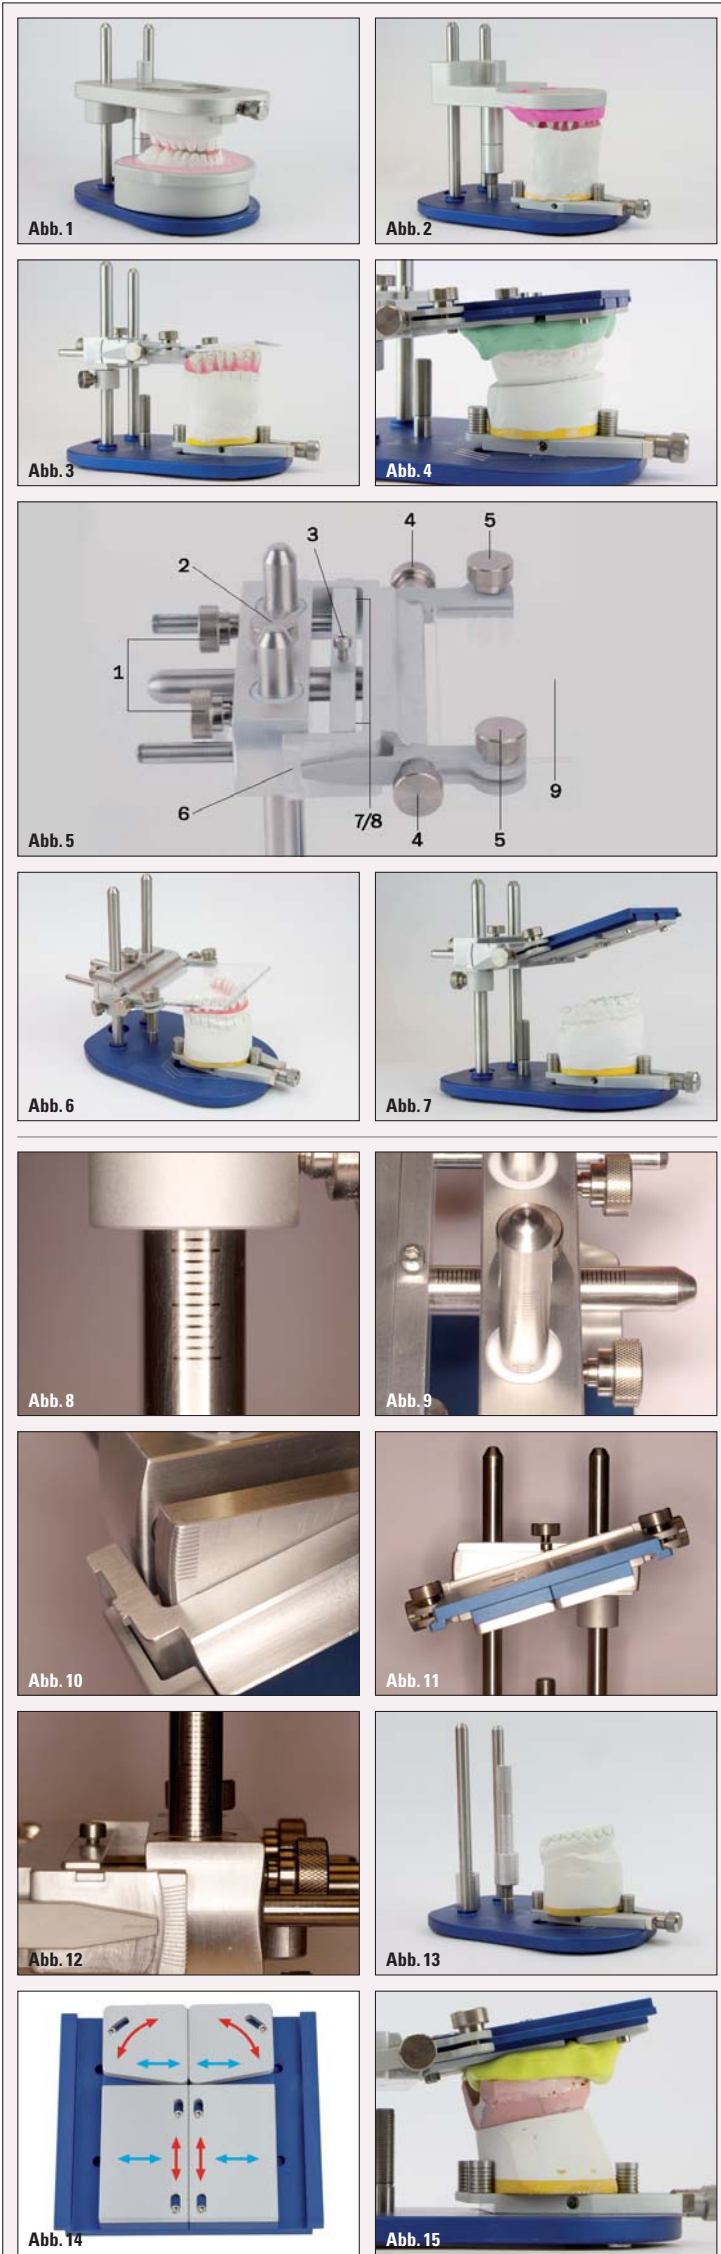 Abb. 1
Abb. 2
Abb. 3
Abb. 4
1
2
3
4
5
6
7/8
4
5
9
Abb. 5
Abb. 6
Abb. 7
Abb. 8
Abb. 9
Abb. 10
Abb. 11
Abb. 12
Abb. 13
Abb. 14
Abb. 15